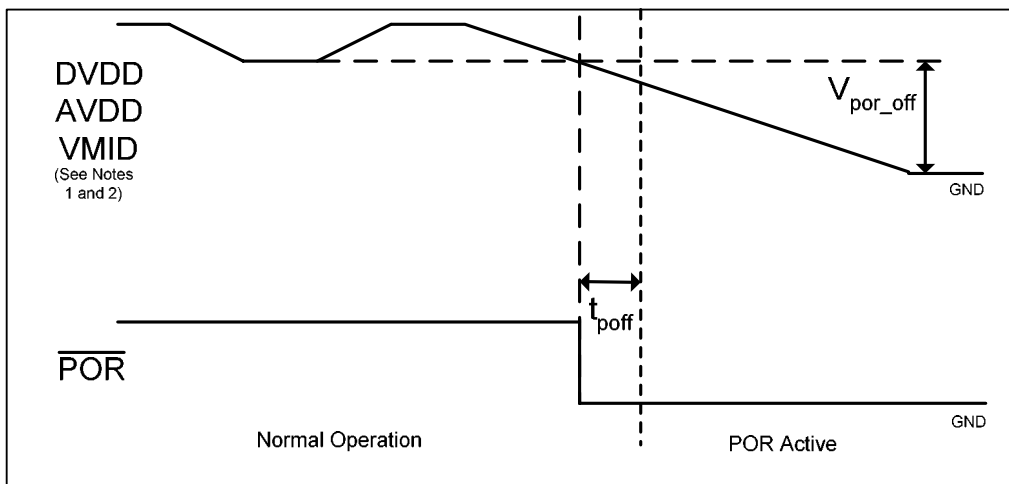 DVDD
AVDD
VMID
(See Notes
1 and 2)
V
por_off
GND
t
poff
POR
GND
Normal Operation
POR Active